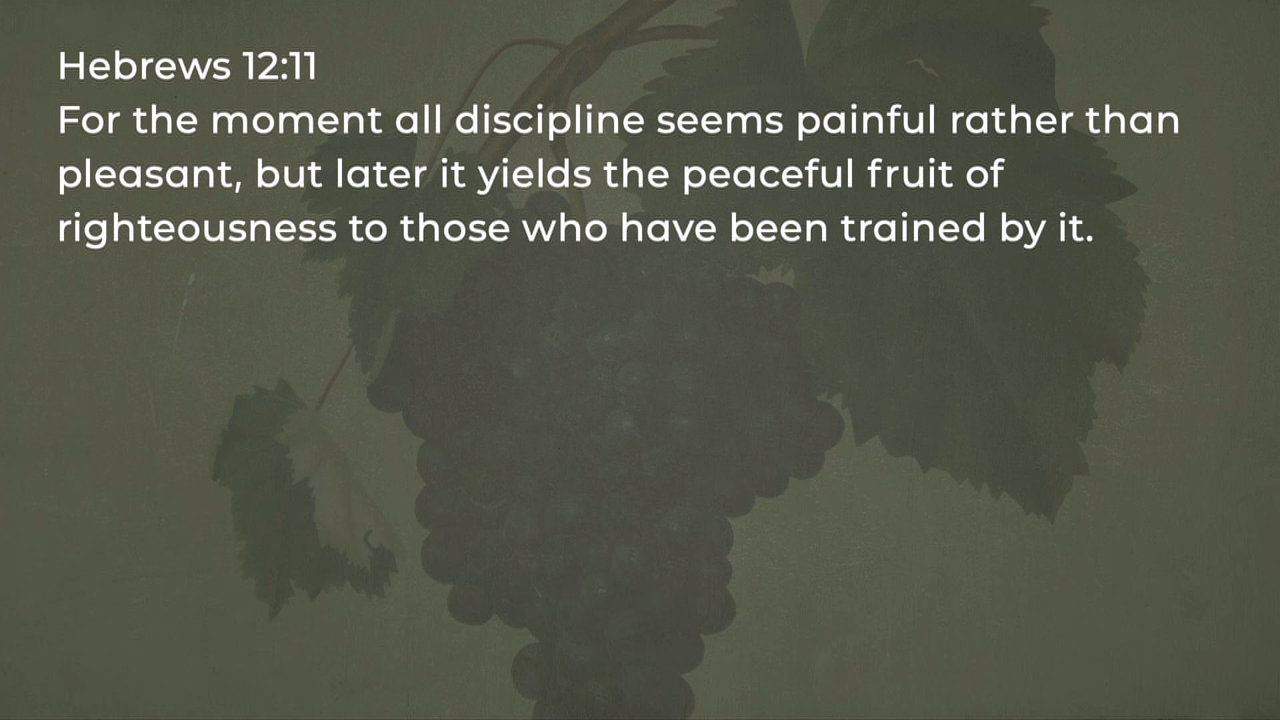 Hebrews 12:11
For the moment all discipline seems painful rather than
pleasant, but later it yields the peaceful fruit of
righteousness to those who have been trained by it.